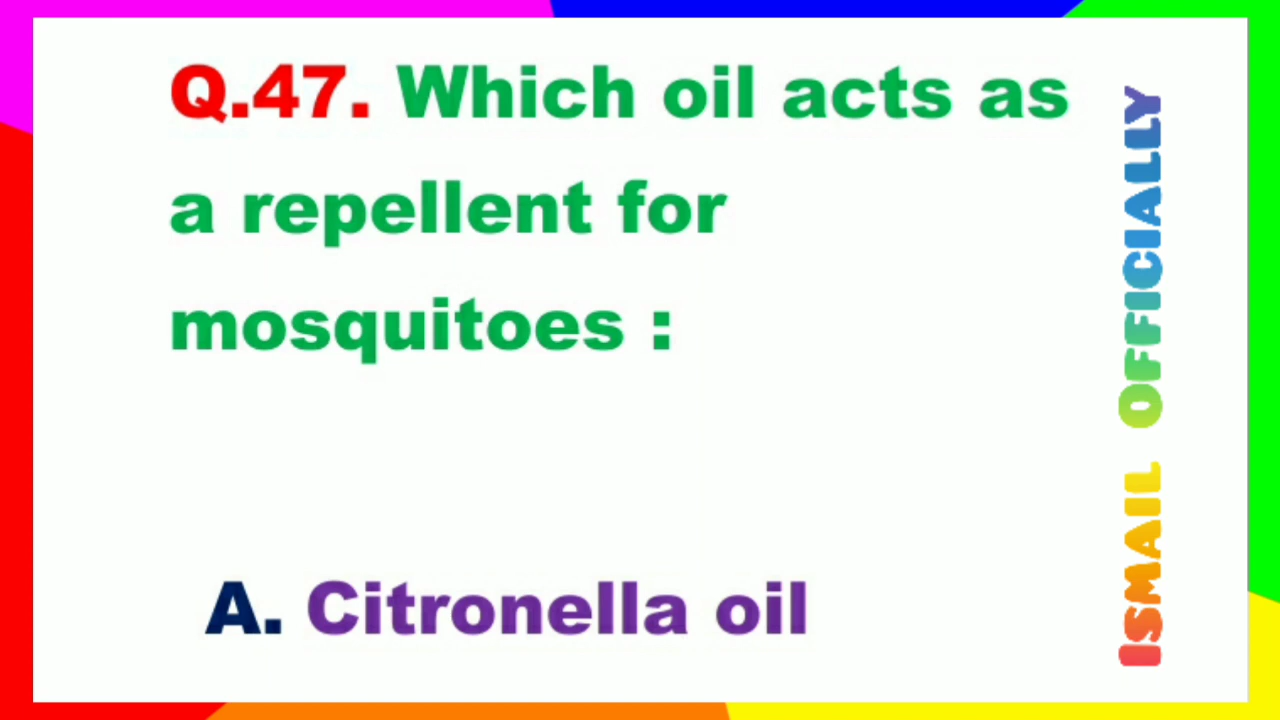 Q.47. Which oil acts as
a repellent for
mosquitoes :
A. Citronella oil
ISMAIL OFFICIALLY